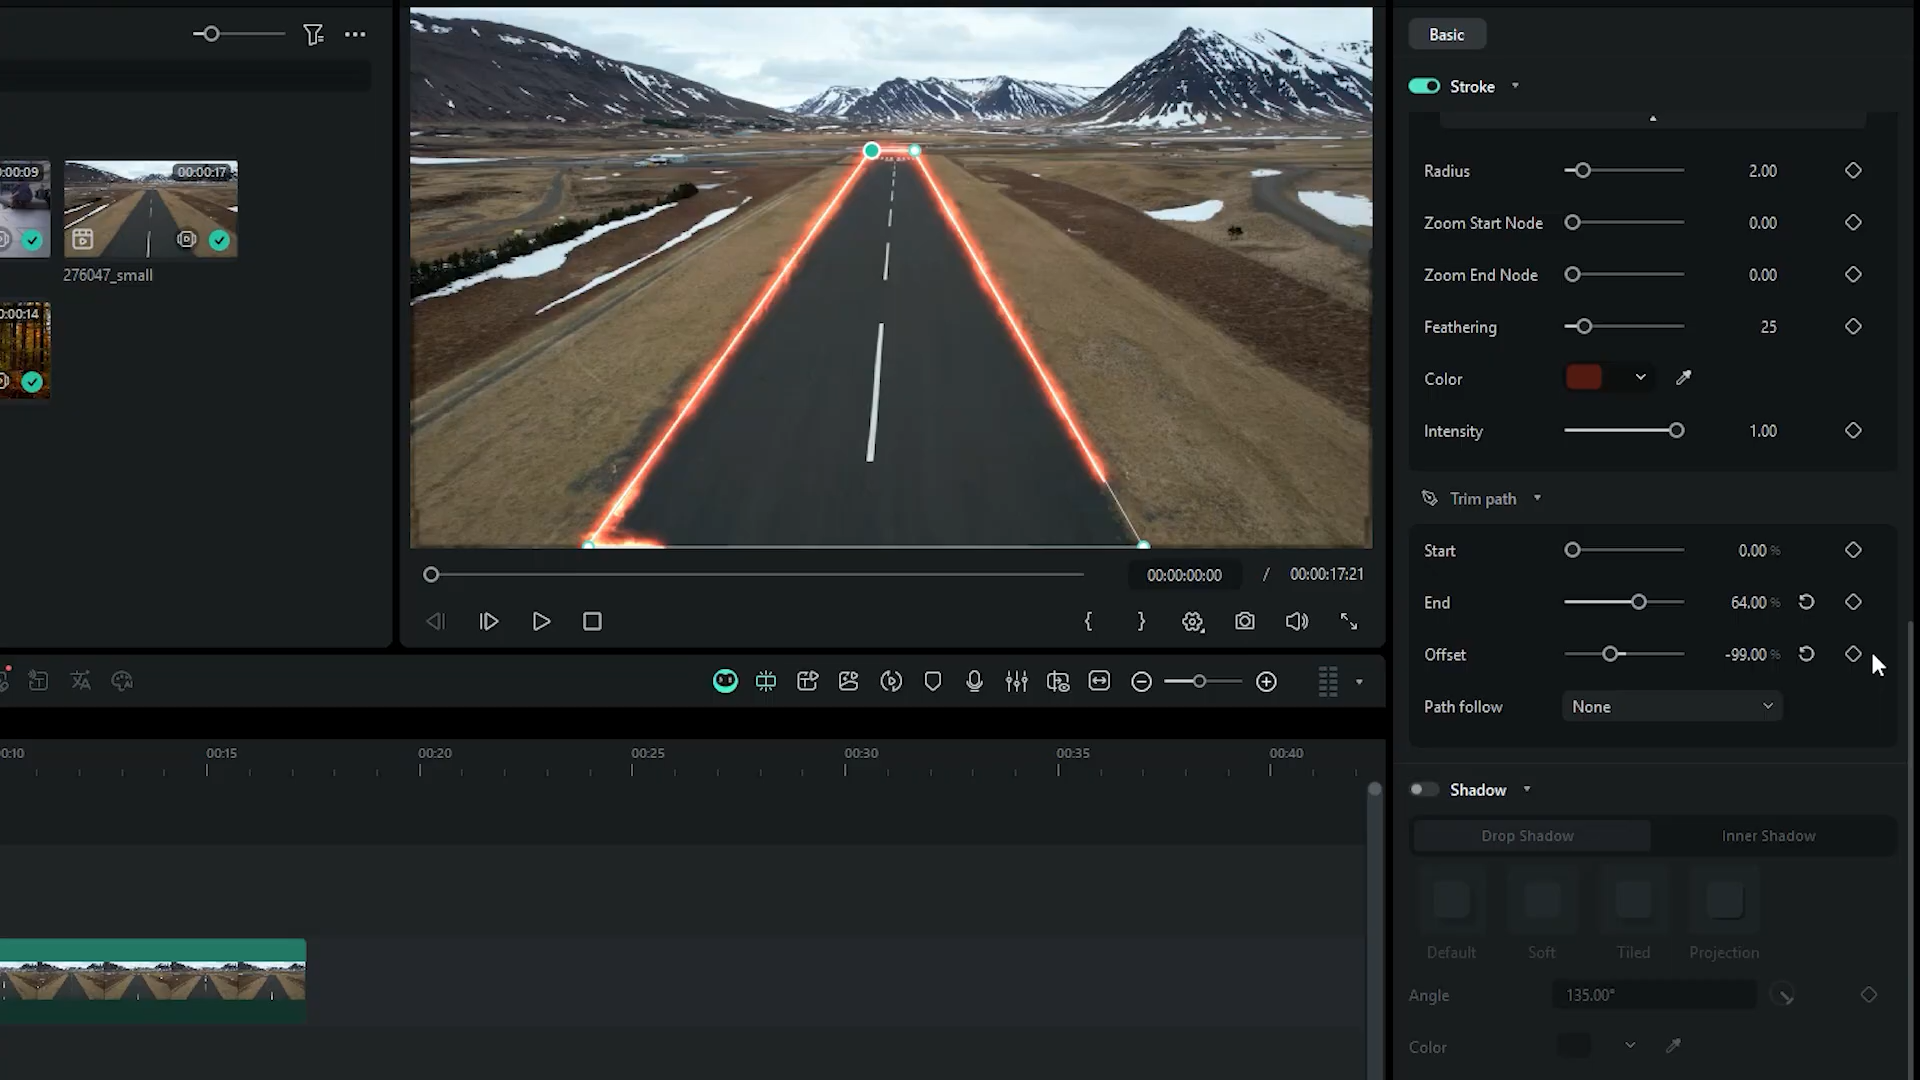 Basic
Stroke
00:00:09
00:00:17
Radius 2.00
Zoom Start Node 0.00
276047_small
Zoom End Node 0.00
00:00:14
Feathering 25
Color
Intensity 1.00
Trim path
Start 0.00 %
00:00:00:00 / 00:00:17:21
End 64.00 %
Offset -99.00 %
Path follow None
00:10 00:15 00:20 00:25 00:30 00:35 00:40
Shadow
Drop Shadow Inner Shadow
Default Soft Tiled Projection
Angle 135.00°
Color